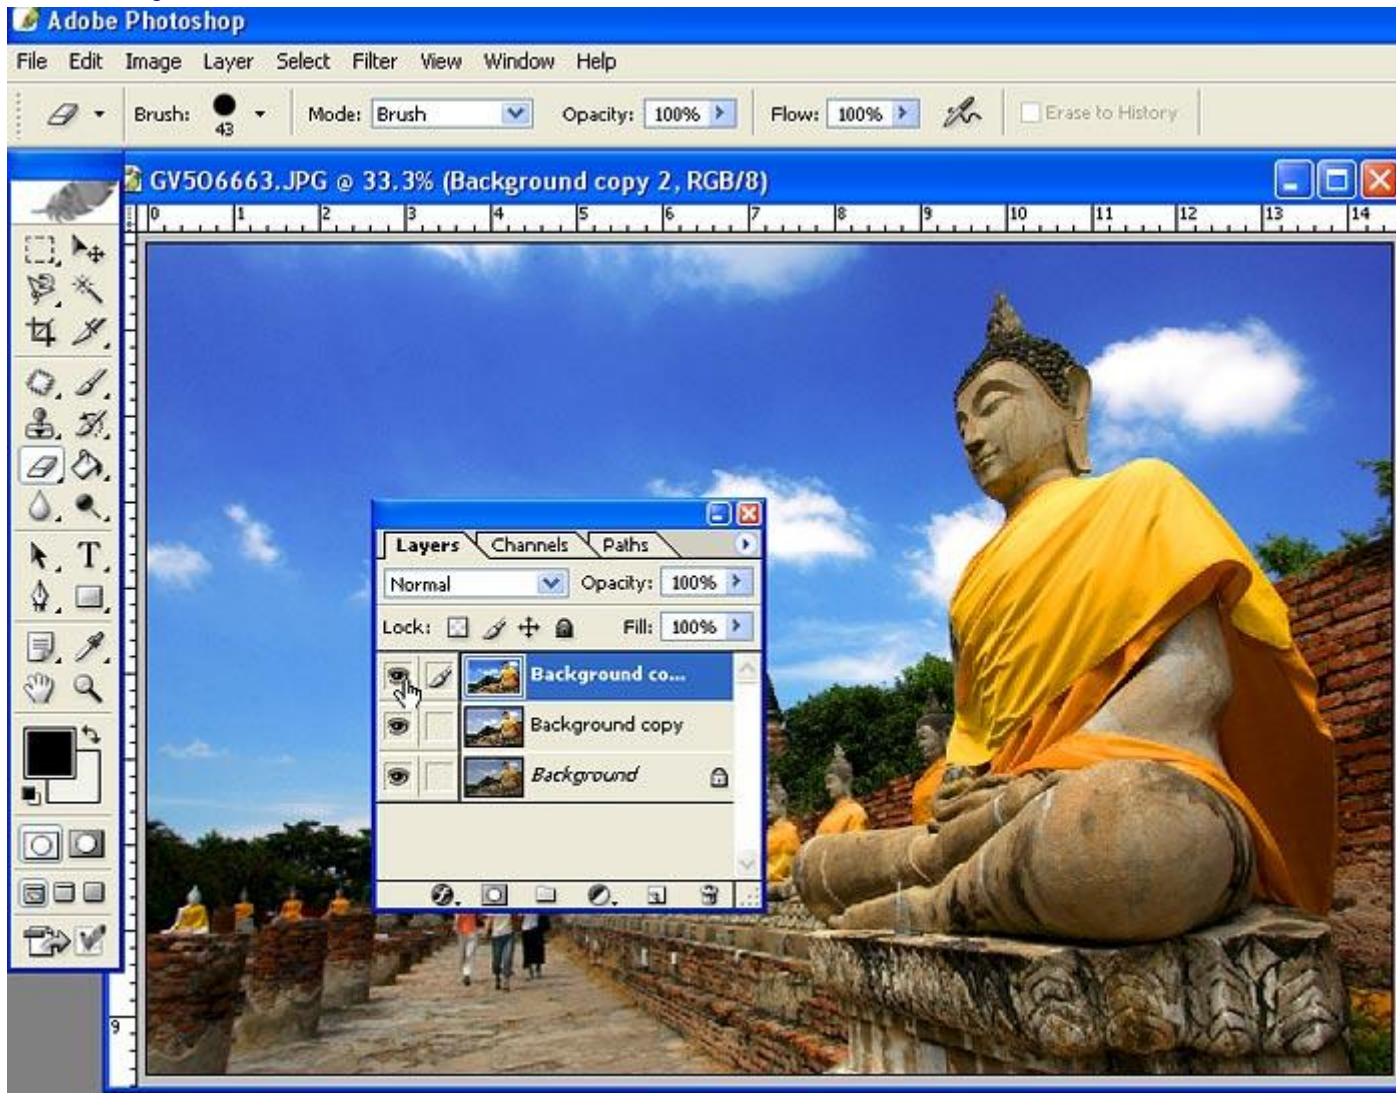 Adobe Photoshop
File Edit Image Layer Select Filter View Window Help
Brush: 43 Mode: Brush Opacity: 100% Flow: 100% Erase to History
GV506663.JPG @ 33.3% (Background copy 2, RGB/8)
0 1 2 3 4 5 6 7 8 9 10 11 12 13 14
Layers Channels Paths
Normal Opacity: 100%
Lock: Fill: 100%
Background co...
Background copy
Background
T
9